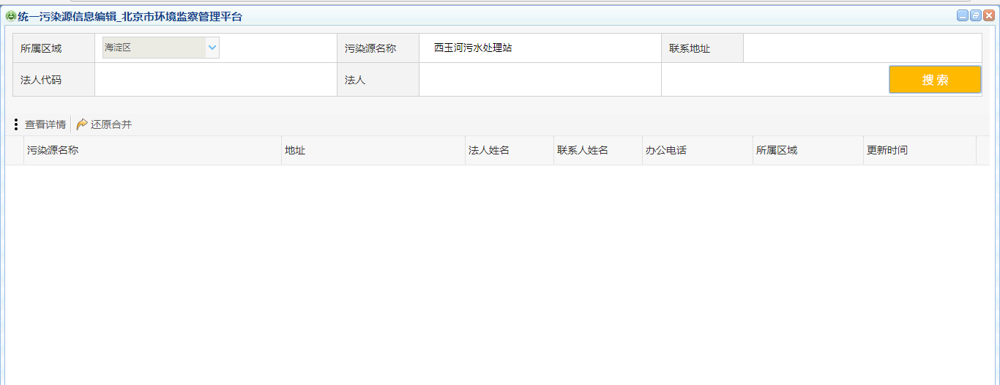 统一污染源信息编辑_北京市环境监察管理平台
所属区域 海淀区 污染源名称 西玉河污水处理站 联系地址
法人代码 法人 搜索
查看详情 还原合并
污染源名称 地址 法人姓名 联系人姓名 办公电话 所属区域 更新时间